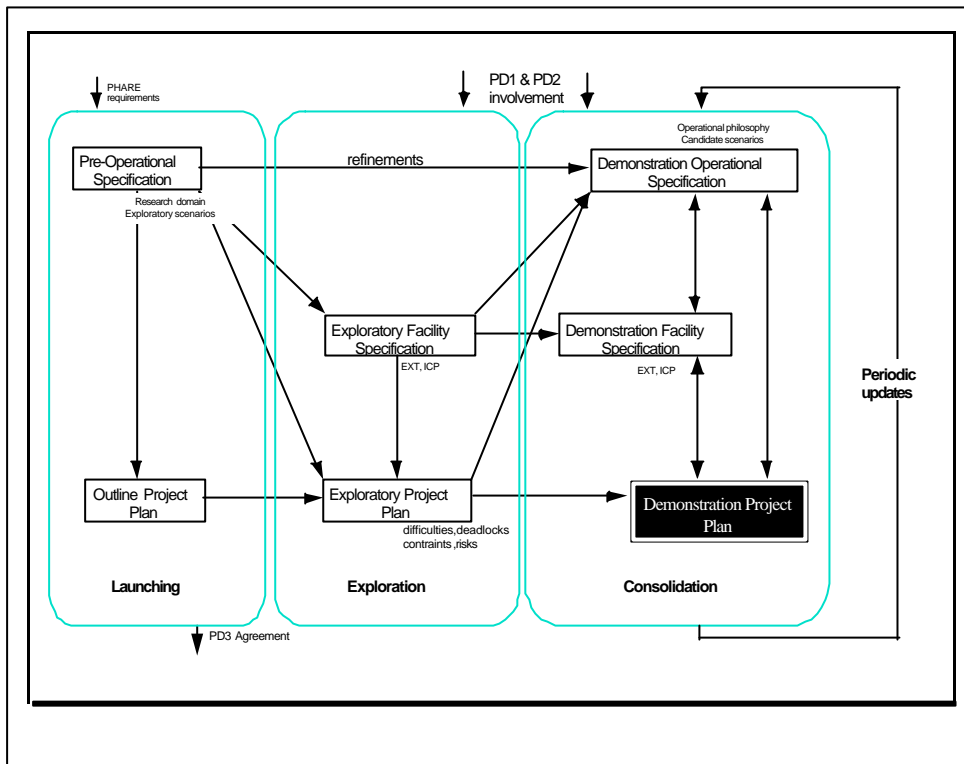 PHARE
requirements
PD1 & PD2
involvement
Operational philosophy
Candidate scenarios
Pre-Operational
Specification
refinements
Demonstration Operational
Specification
Research domain
Exploratory scenarios
Exploratory Facility
Specification
EXT, ICP
Demonstration Facility
Specification
EXT, ICP
Periodic
updates
Outline Project
Plan
Exploratory Project
Plan
difficulties,deadlocks
contraints ,risks
Demonstration Project
Plan
Launching
Exploration
Consolidation
PD3 Agreement